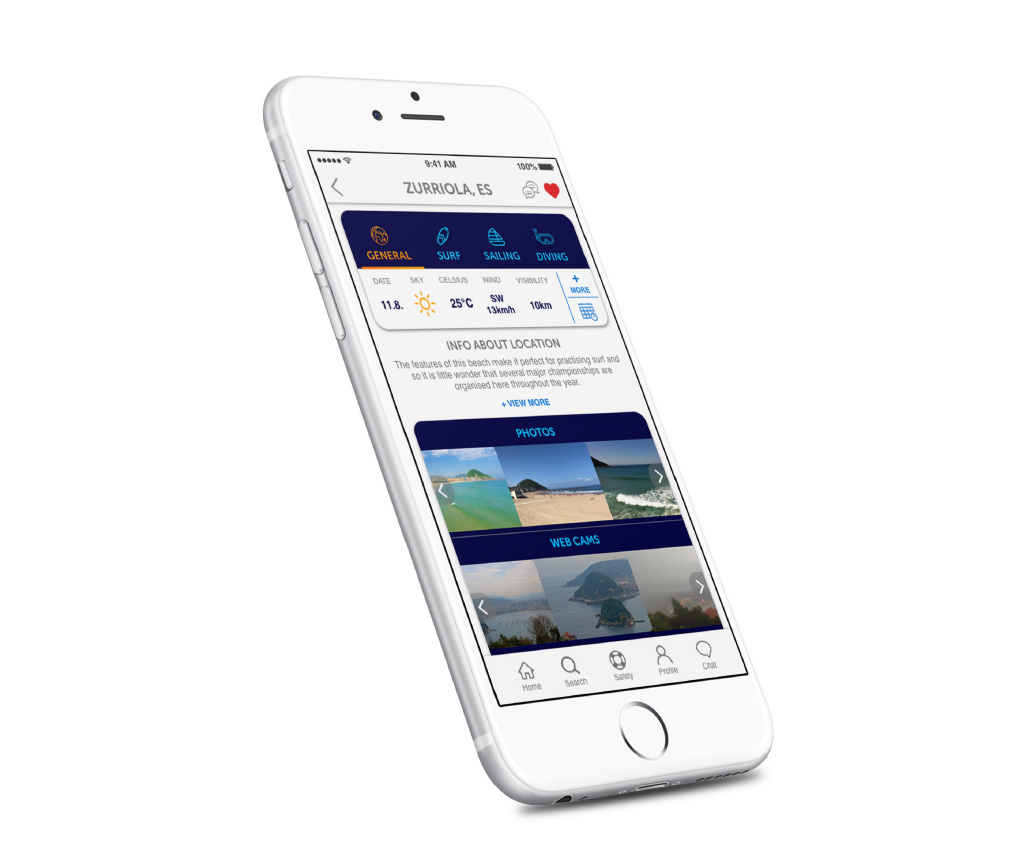 9:41 AM
100%
ZURRIOLA, ES
GENERAL
SURF
SAILING
DIVING
DATE
SKY
CELSIUS
WIND
VISIBILITY
11.8.
25°C
SW
13km/h
10km
+
MORE
INFO ABOUT LOCATION
The features of this beach make it perfect for practising surf and
so it is little wonder that several major championships are
organised here throughout the year.
+ VIEW MORE
PHOTOS
WEB CAMS
Home
Search
Safety
Profile
Chat